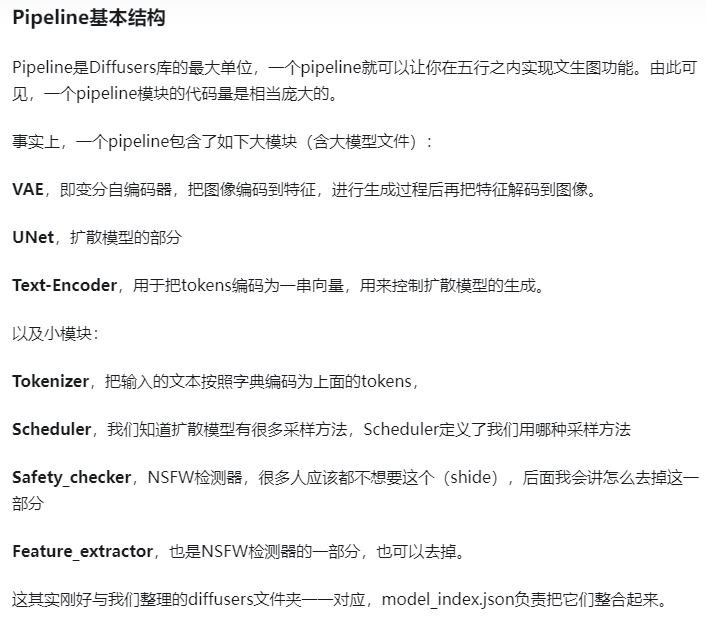 Pipeline基本结构
Pipeline是Diffusers库的最大单位，一个pipeline就可以让你在五行之内实现文生图功能。由此可
见，一个pipeline模块的代码量是相当庞大的。
事实上，一个pipeline包含了如下大模块（含大模型文件）：
VAE，即变分自编码器，把图像编码到特征，进行生成过程后再把特征解码到图像。
UNet，扩散模型的部分
Text-Encoder，用于把tokens编码为一串向量，用来控制扩散模型的生成。
以及小模块：
Tokenizer，把输入的文本按照字典编码为上面的tokens，
Scheduler，我们知道扩散模型有很多采样方法，Scheduler定义了我们用哪种采样方法
Safety_checker，NSFW检测器，很多人应该都不想要这个（shide），后面我会讲怎么去掉这一
部分
Feature_extractor，也是NSFW检测器的一部分，也可以去掉。
这其实刚好与我们整理的diffusers文件夹一一对应，model_index.json负责把它们整合起来。